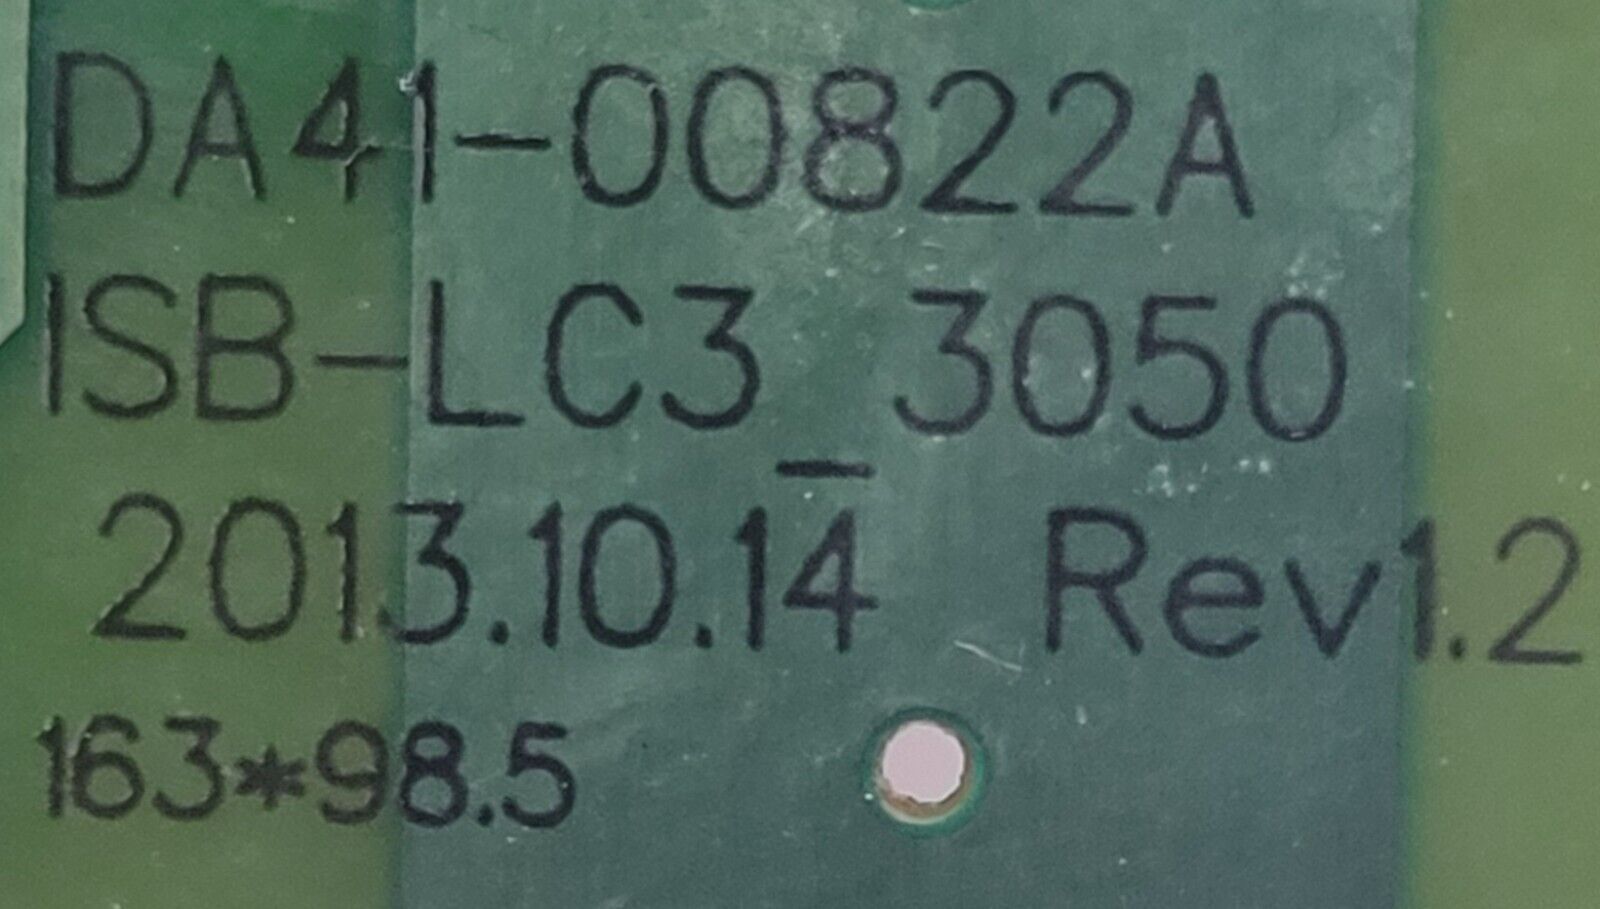 DA41-00822A
ISB-LC3_3050
2013.10.14 Rev1.2
163*98.5